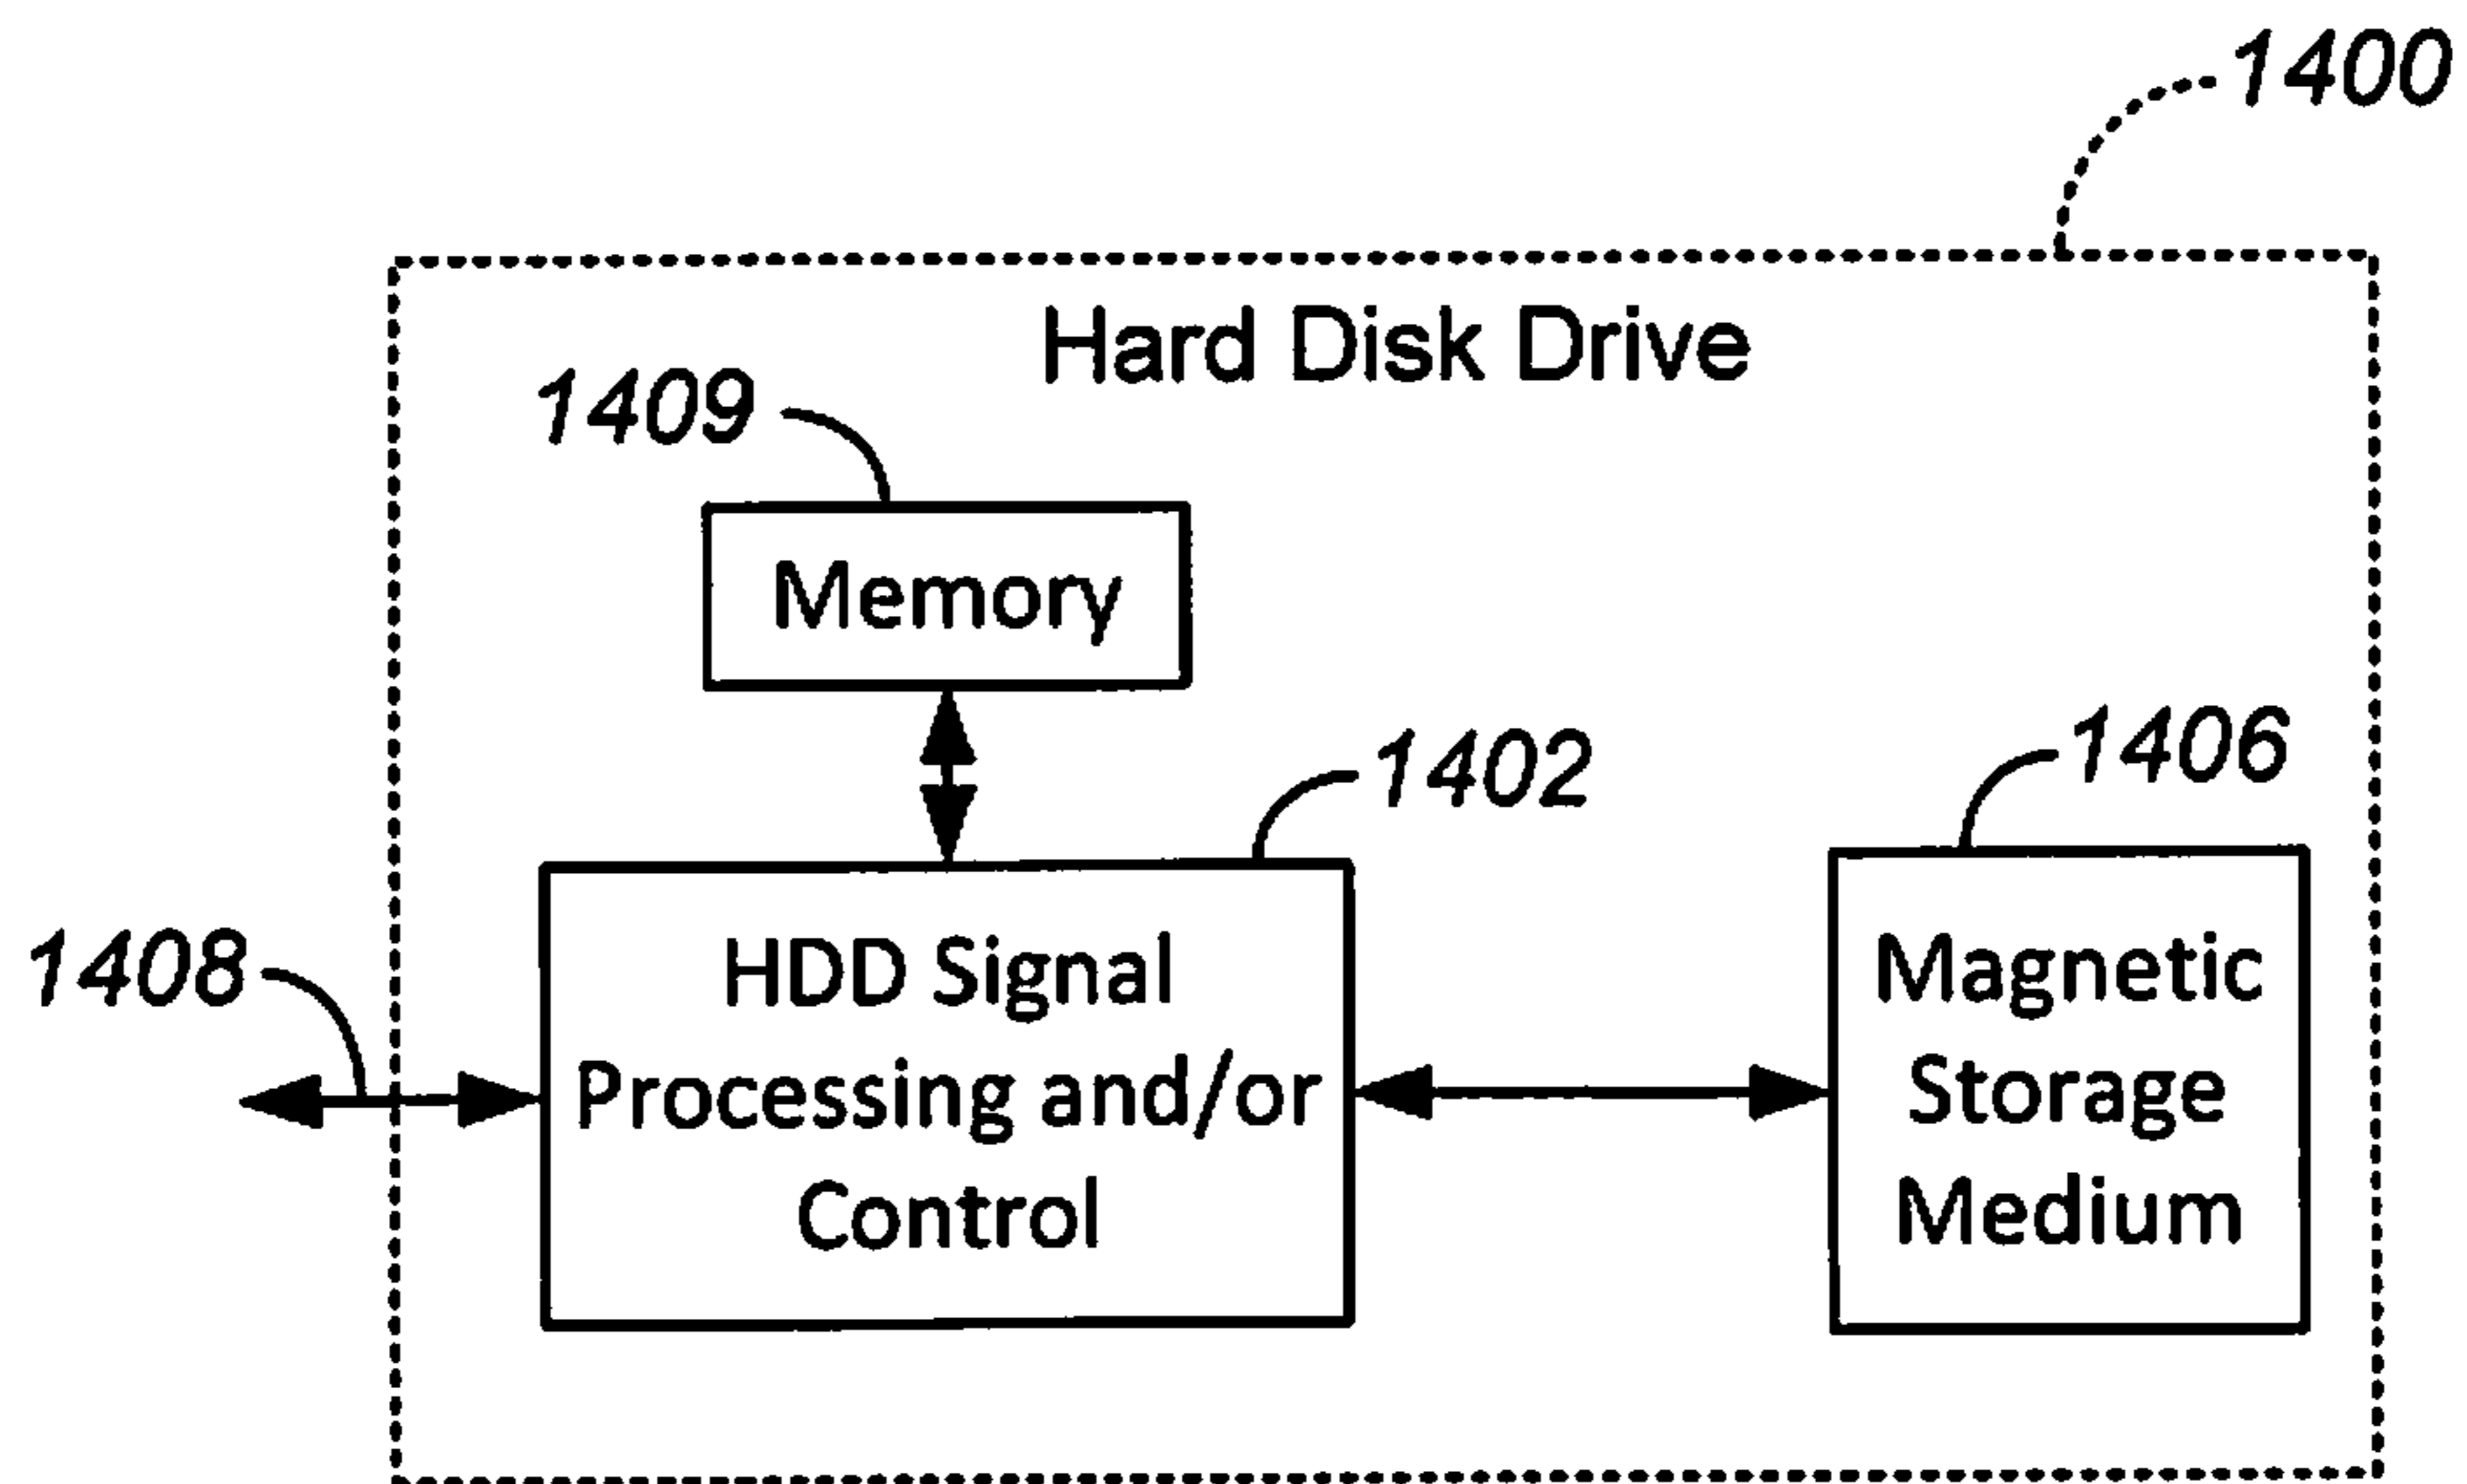 1400
Hard Disk Drive
1409
Memory
1402
1406
1408
HDD Signal
Processing and/or
Control
Magnetic
Storage
Medium